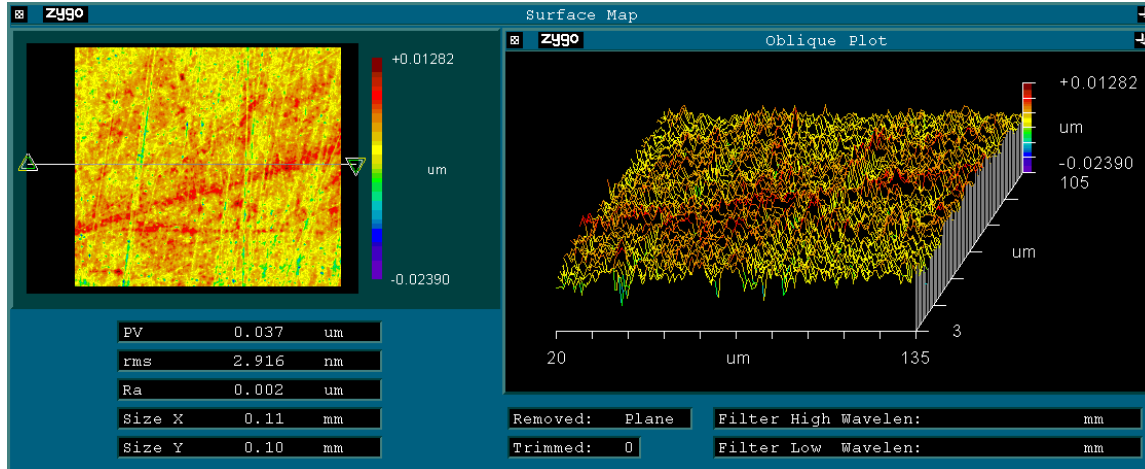 zygo Surface Map
+0.01282
um
-0.02390
zygo Oblique Plot
+0.01282
um
-0.02390
105
um
3
20 um 135
PV 0.037 um
rms 2.916 nm
Ra 0.002 um
Size X 0.11 mm
Size Y 0.10 mm
Removed: Plane
Trimmed: 0
Filter High Wavelen: mm
Filter Low Wavelen: mm